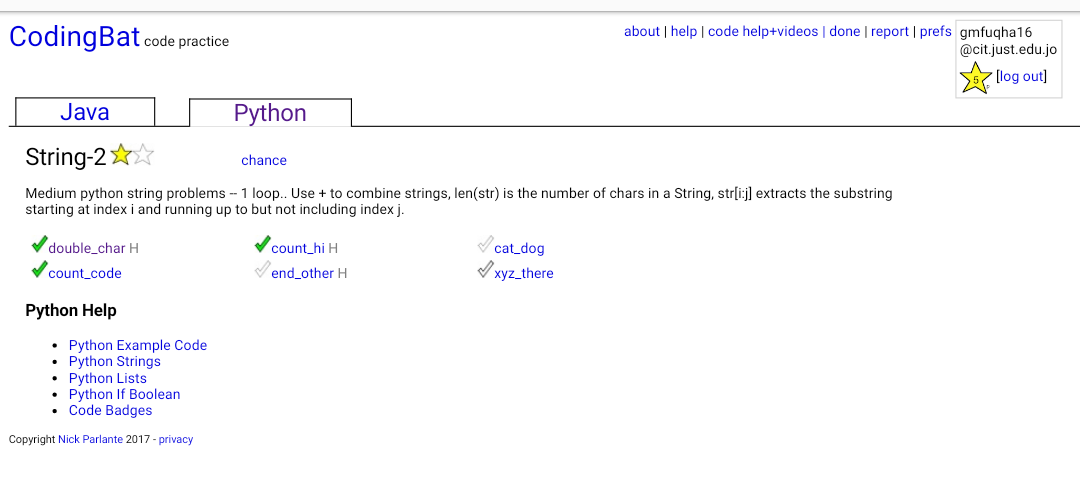 CodingBat code practice
about | help | code help+videos | done | report | prefs
gmfuqha16
@cit.just.edu.jo
5 p [log out]
Java
Python
String-2
chance
Medium python string problems -- 1 loop.. Use + to combine strings, len(str) is the number of chars in a String, str[i:j] extracts the substring
starting at index i and running up to but not including index j.
double_char H count_hi H cat_dog
count_code end_other H xyz_there
Python Help
• Python Example Code
• Python Strings
• Python Lists
• Python If Boolean
• Code Badges
Copyright Nick Parlante 2017 - privacy